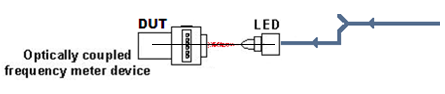 DUT
LED
Optically coupled
frequency meter device